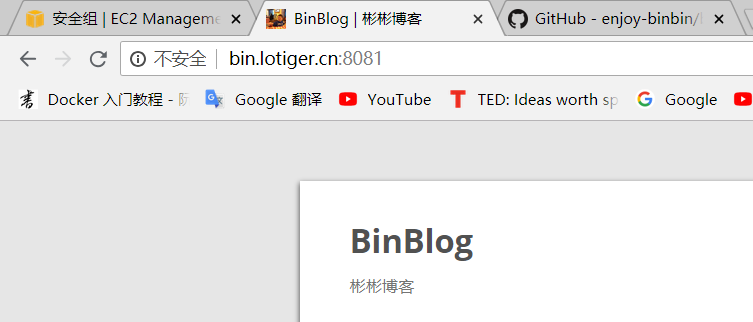 安全组 | EC2 Manageme
BinBlog | 彬彬博客
GitHub - enjoy-binbin/
不安全 bin.lotiger.cn:8081
Docker 入门教程 - 阮 Google 翻译 YouTube TED: Ideas worth sp Google
BinBlog
彬彬博客